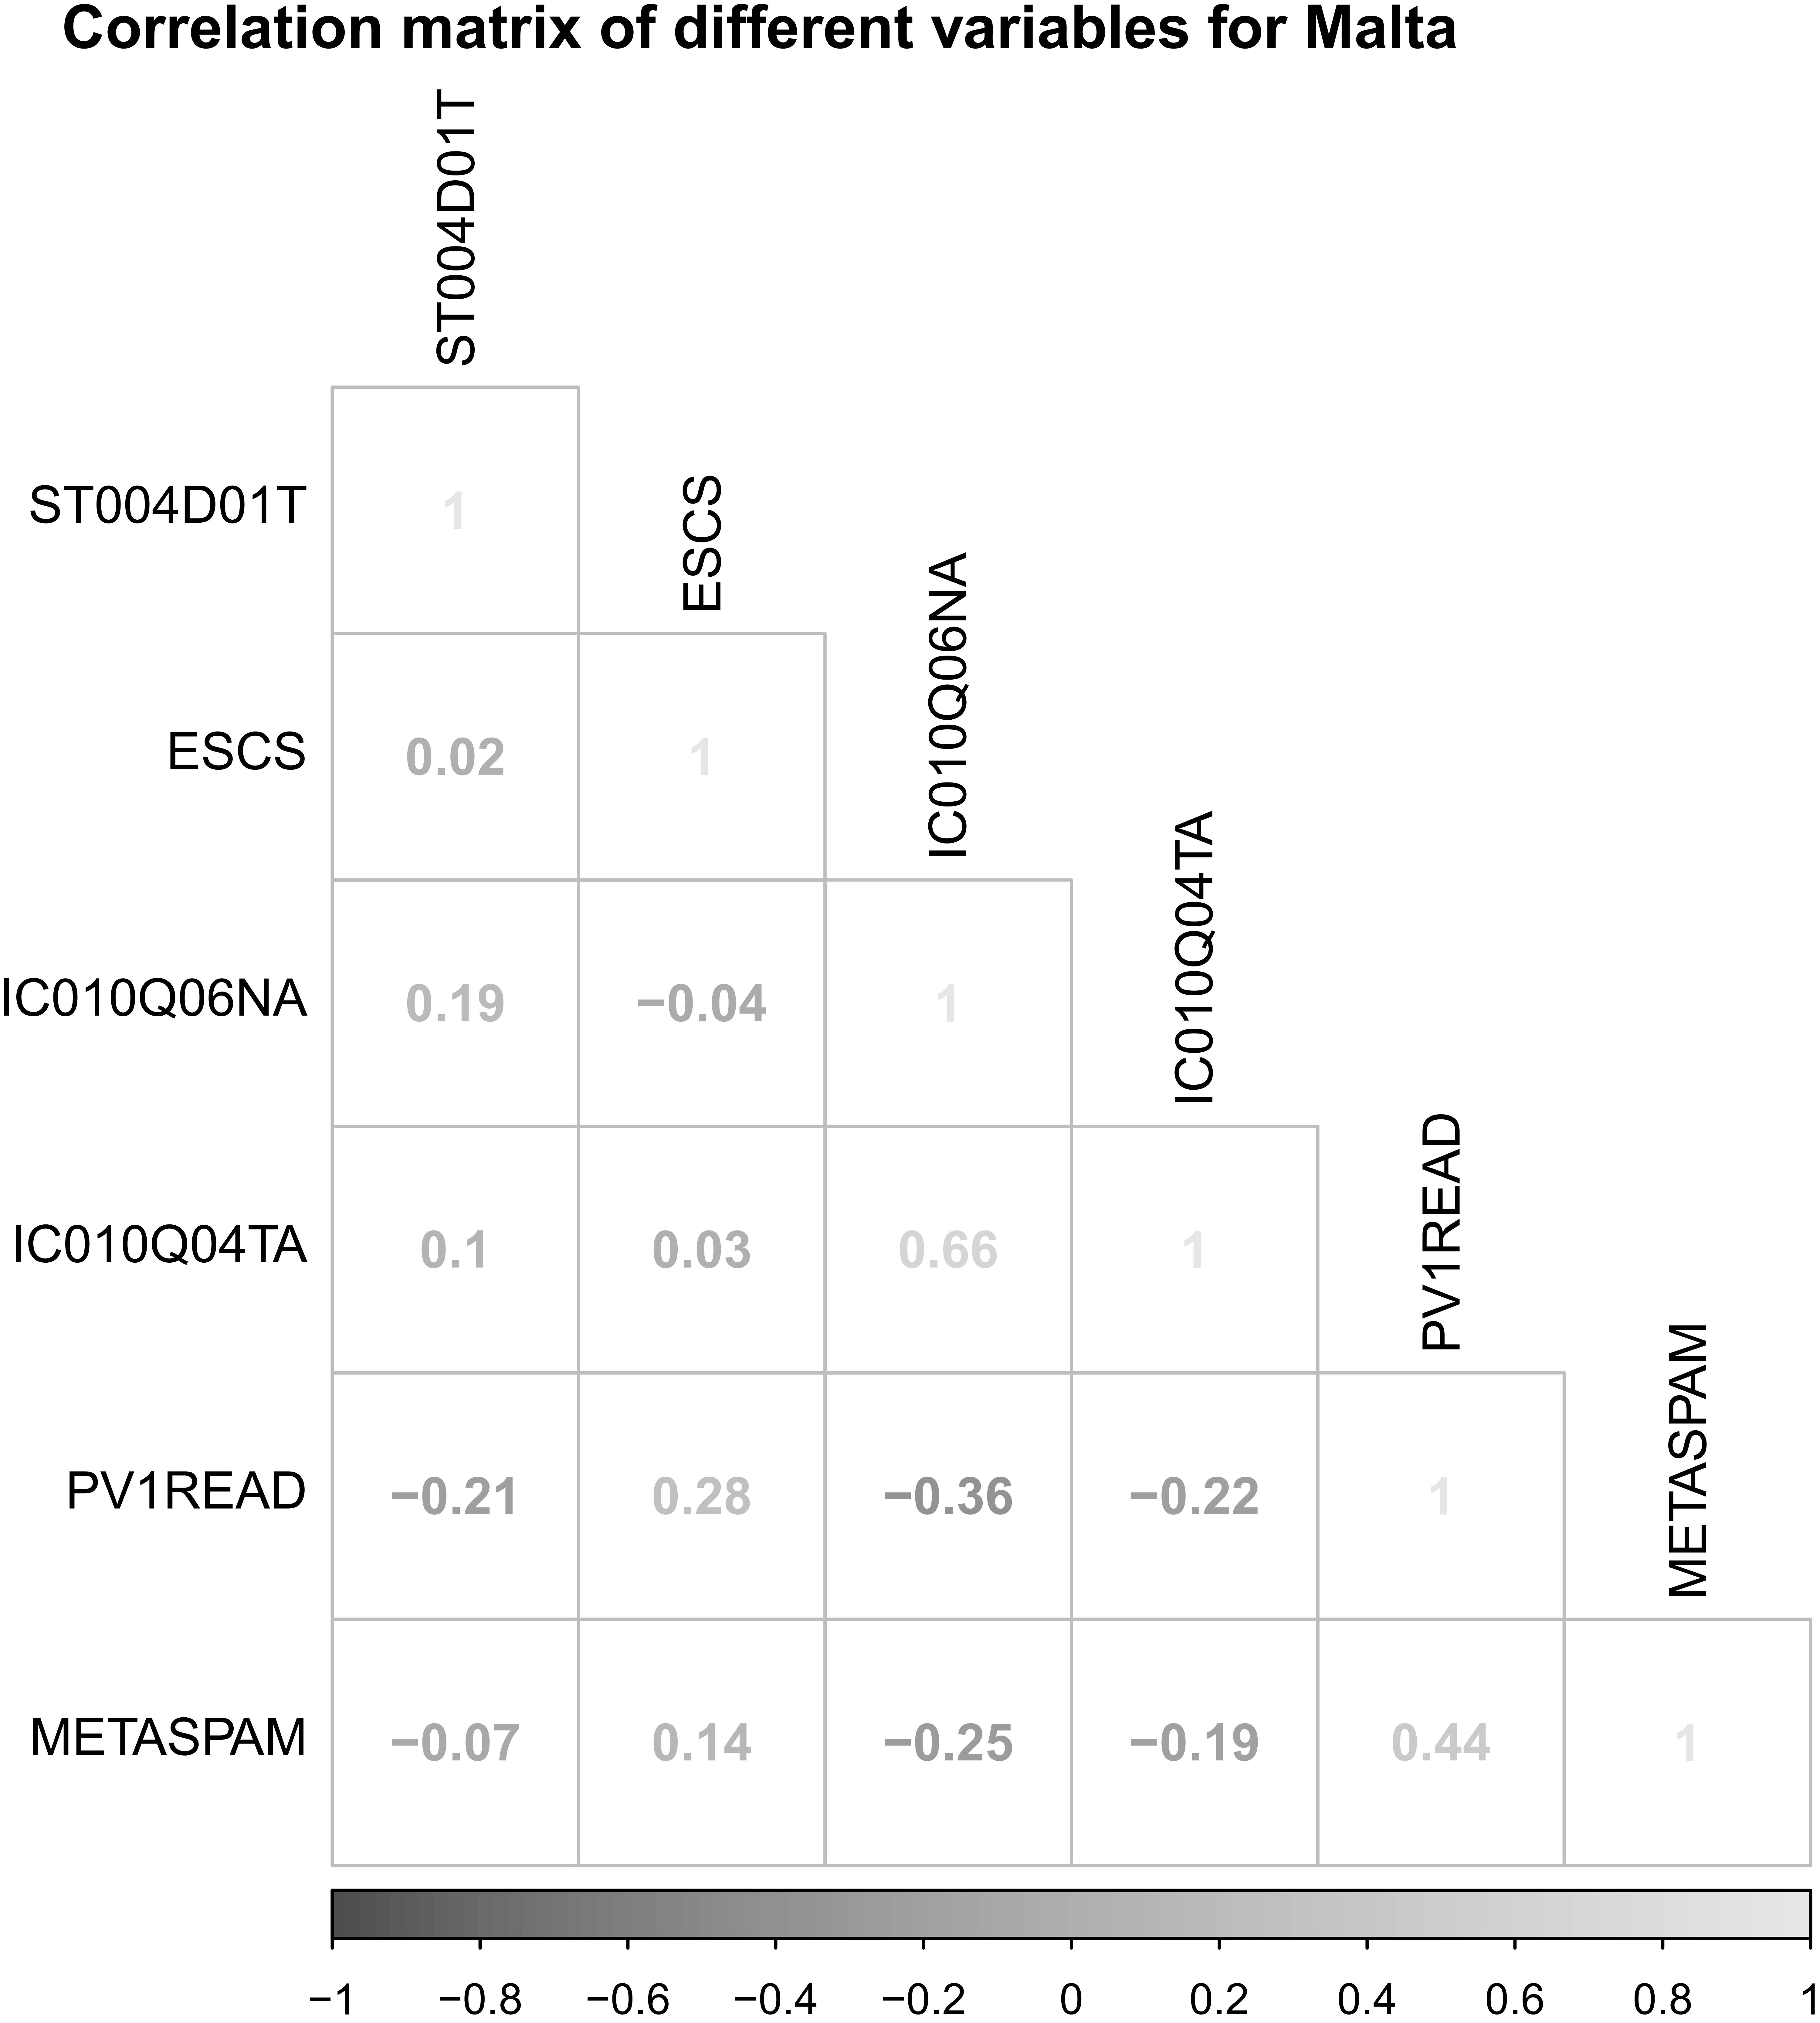 Correlation matrix of different variables for Malta
ST004D01T
ESCS
IC010Q06NA
IC010Q04TA
PV1READ
METASPAM
ST004D01T 1
ESCS 0.02 1
IC010Q06NA 0.19 −0.04 1
IC010Q04TA 0.1 0.03 0.66 1
PV1READ −0.21 0.28 −0.36 −0.22 1
METASPAM −0.07 0.14 −0.25 −0.19 0.44 1
−1 −0.8 −0.6 −0.4 −0.2 0 0.2 0.4 0.6 0.8 1